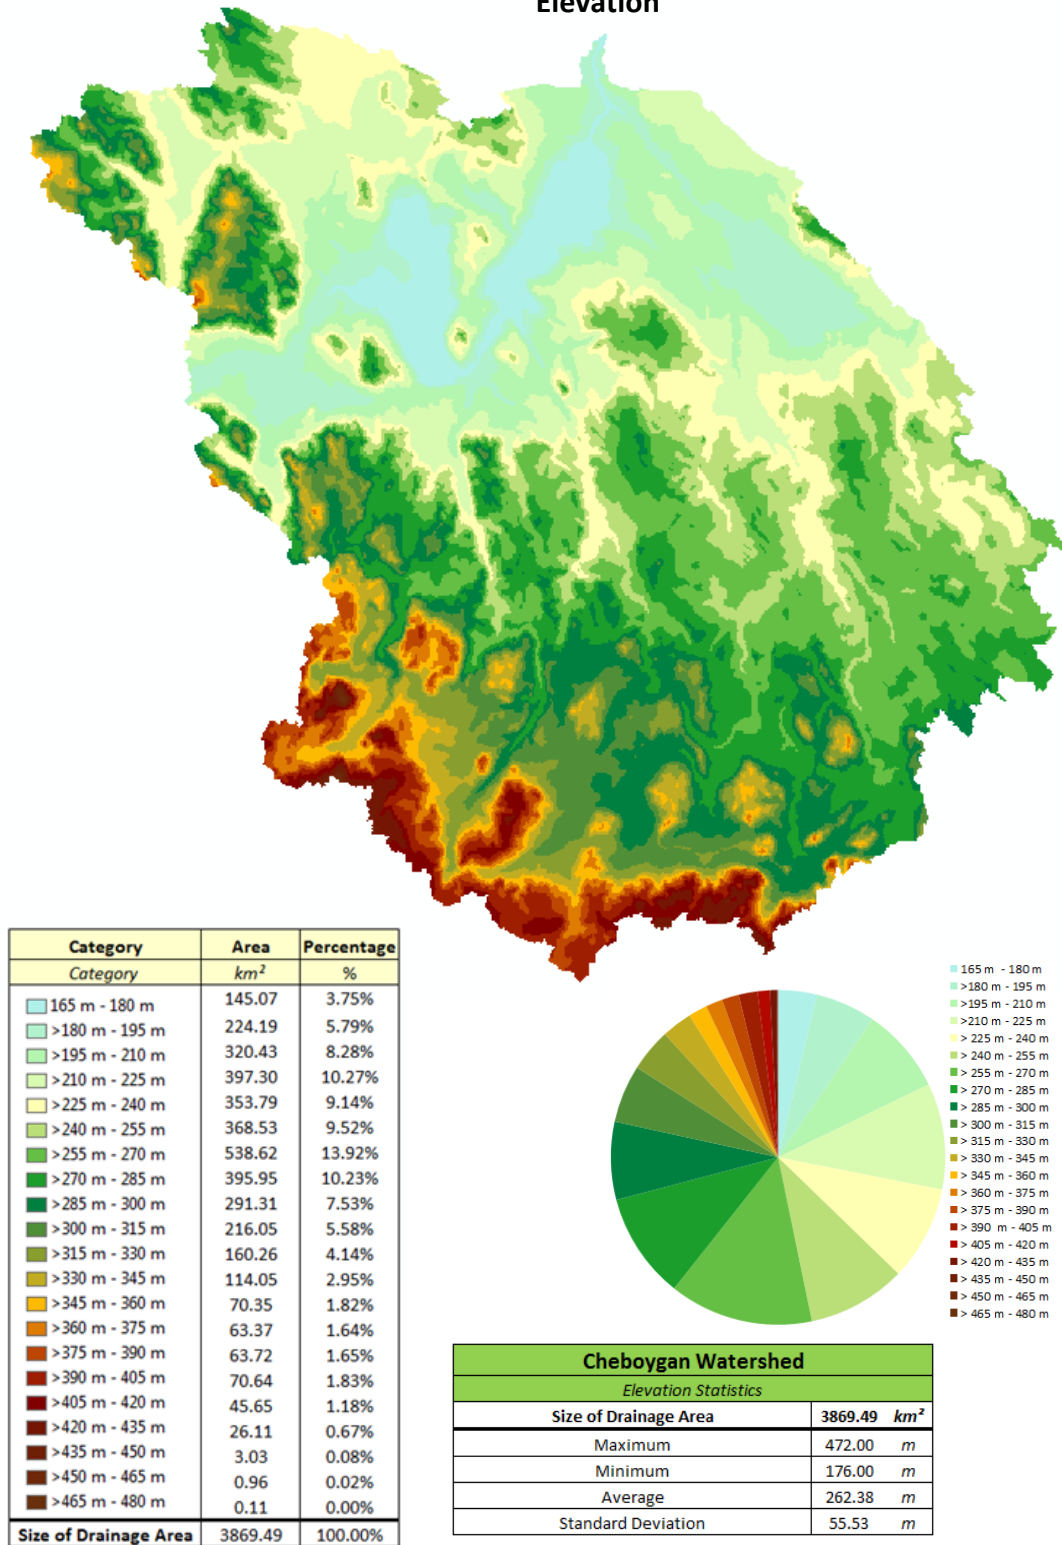 Elevation
Category Area Percentage
Category km² %
165 m - 180 m 145.07 3.75%
>180 m - 195 m 224.19 5.79%
>195 m - 210 m 320.43 8.28%
>210 m - 225 m 397.30 10.27%
>225 m - 240 m 353.79 9.14%
>240 m - 255 m 368.53 9.52%
>255 m - 270 m 538.62 13.92%
>270 m - 285 m 395.95 10.23%
>285 m - 300 m 291.31 7.53%
>300 m - 315 m 216.05 5.58%
>315 m - 330 m 160.26 4.14%
>330 m - 345 m 114.05 2.95%
>345 m - 360 m 70.35 1.82%
>360 m - 375 m 63.37 1.64%
>375 m - 390 m 63.72 1.65%
>390 m - 405 m 70.64 1.83%
>405 m - 420 m 45.65 1.18%
>420 m - 435 m 26.11 0.67%
>435 m - 450 m 3.03 0.08%
>450 m - 465 m 0.96 0.02%
>465 m - 480 m 0.11 0.00%
Size of Drainage Area 3869.49 100.00%
165 m - 180 m
>180 m - 195 m
>195 m - 210 m
>210 m - 225 m
> 225 m - 240 m
> 240 m - 255 m
> 255 m - 270 m
> 270 m - 285 m
> 285 m - 300 m
> 300 m - 315 m
> 315 m - 330 m
> 330 m - 345 m
> 345 m - 360 m
> 360 m - 375 m
> 375 m - 390 m
> 390 m - 405 m
> 405 m - 420 m
> 420 m - 435 m
> 435 m - 450 m
> 450 m - 465 m
> 465 m - 480 m
Cheboygan Watershed
Elevation Statistics
Size of Drainage Area 3869.49 km²
Maximum 472.00 m
Minimum 176.00 m
Average 262.38 m
Standard Deviation 55.53 m